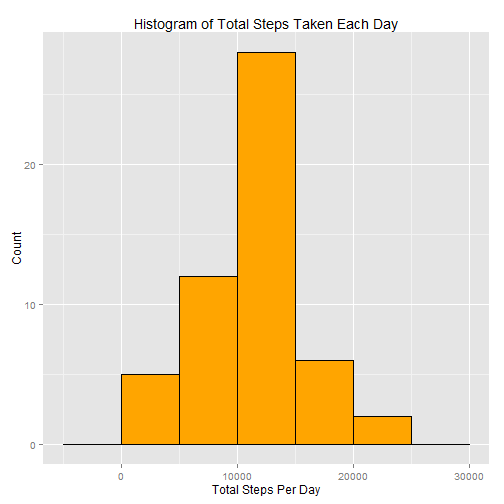 Histogram of Total Steps Taken Each Day
20
10
0
Count
0 10000 20000 30000
Total Steps Per Day